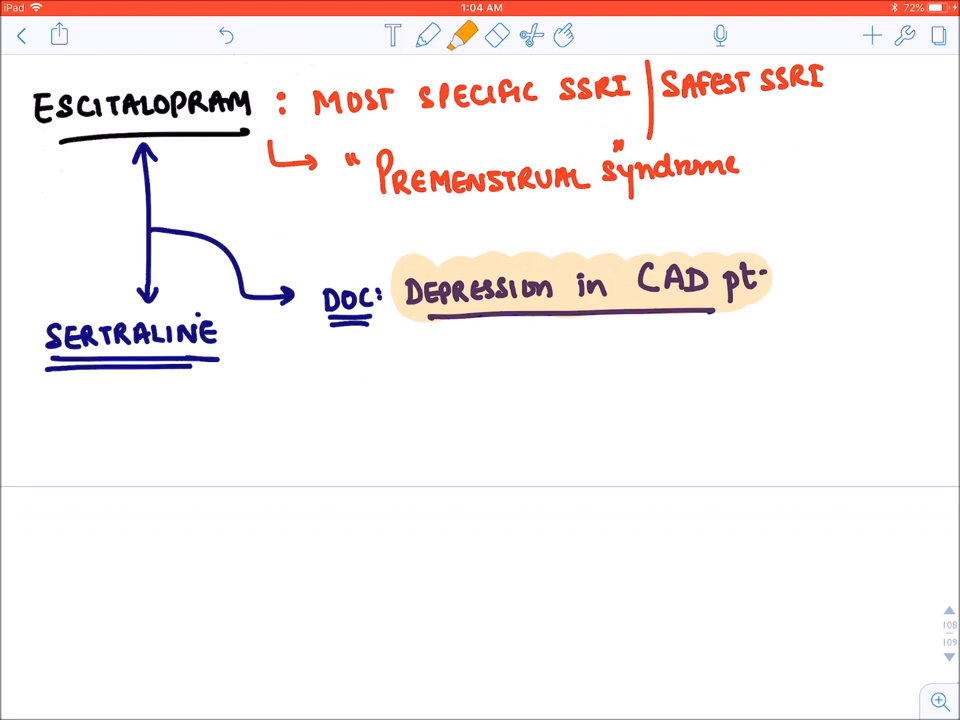 iPad 1:04 AM 72%
T
ESCITALOPRAM : MOST SPECIFIC SSRI | SAFEST SSRI
" PREMENSTRUAL Syndrome "
DOC: DEPRESSION in CAD pt.
SERTRALINE
108
109